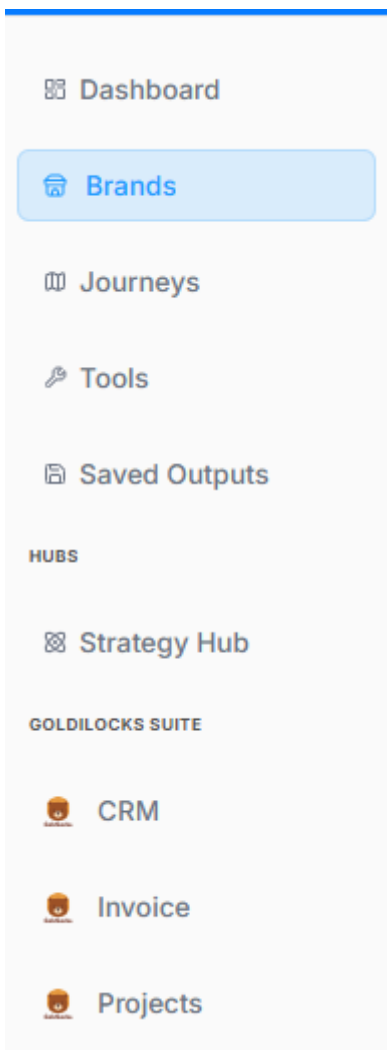 Dashboard
Brands
Journeys
Tools
Saved Outputs
HUBS
Strategy Hub
GOLDILOCKS SUITE
CRM
Invoice
Projects